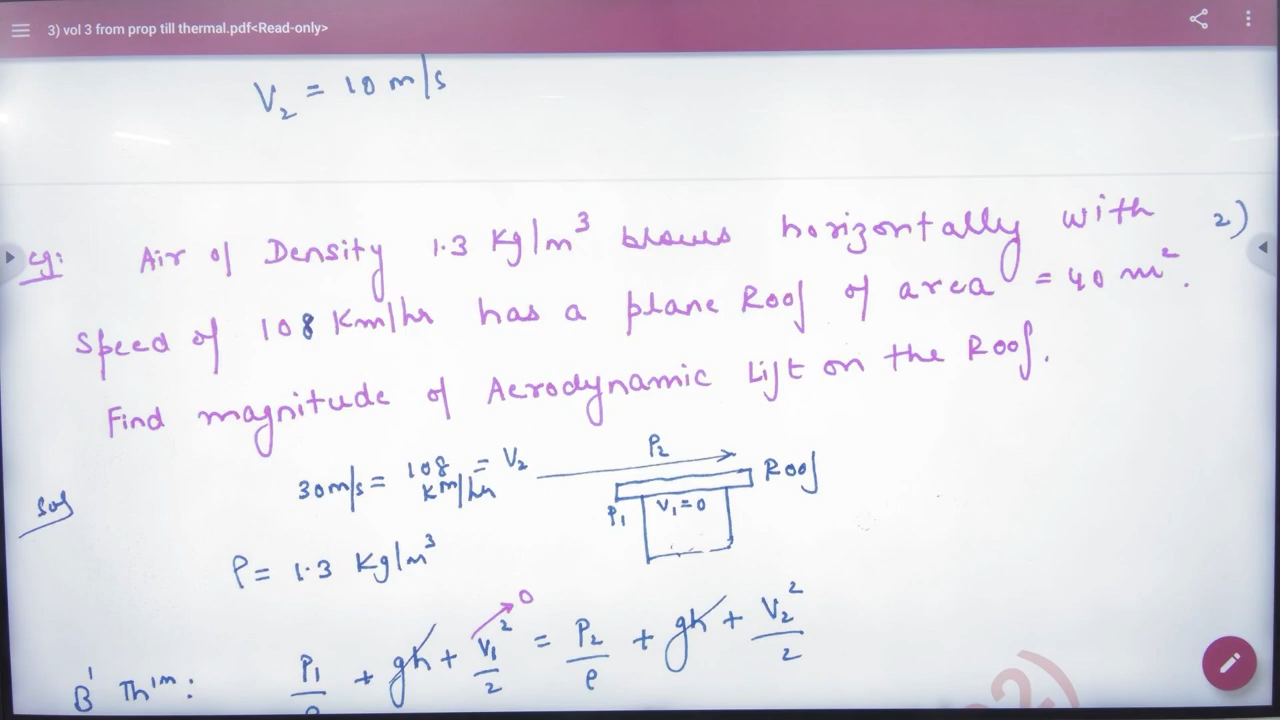 3) vol 3 from prop till thermal.pdf<Read-only>
V₂ = 10 m/s
eg: Air of Density 1.3 Kg/m³ blows horizontally with 2)
Speed of 108 Km/hr has a plane Roof of area = 40 m².
Find magnitude of Aerodynamic Lift on the Roof.
Sol 30m/s = 108 km/hr = V₂ P₂ Roof
P₁ V₁=0
ρ = 1.3 Kg/m³
B' Thm: P₁/ρ + gh + V₁²/2 → 0 = P₂/ρ + gh + V₂²/2
2)